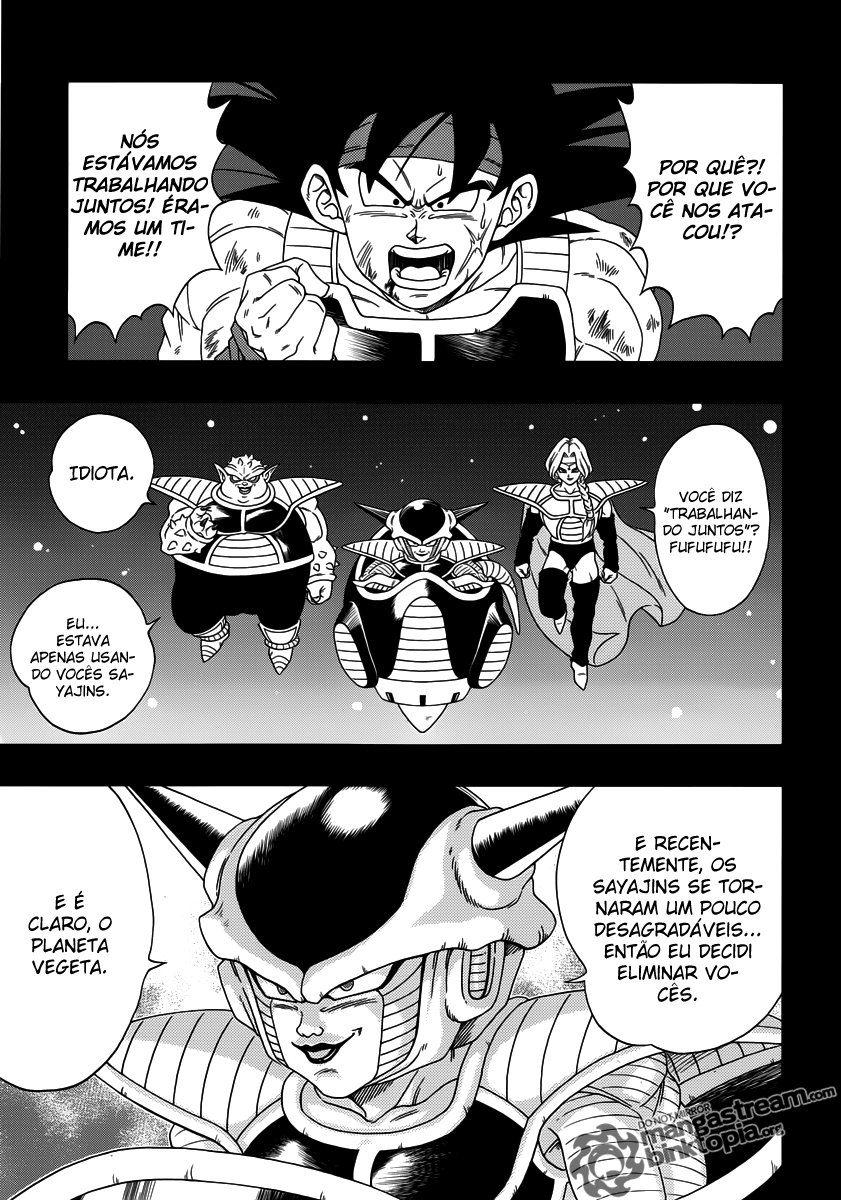 POR QUÊ?!
POR QUE VO-
CÊ NOS ATA-
COU!?
NÓS
ESTÁVAMOS
TRABALHANDO
JUNTOS! ÉRA-
MOS UM TI-
ME!!
VOCÊ DIZ
"TRABALHAN-
DO JUNTOS"?
FUFUFUFU!!
IDIOTA.
EU...
ESTAVA
APENAS USAN-
DO VOCÊS SA-
YAJINS.
E RECEN-
TEMENTE, OS
SAYAJINS SE TOR-
NARAM UM POUCO
DESAGRADÁVEIS...
ENTÃO EU DECIDI
ELIMINAR VO-
CÊS.
E É
CLARO, O
PLANETA
VEGETA.
DO NOT MIRROR
mangastream.com
binktopia.org